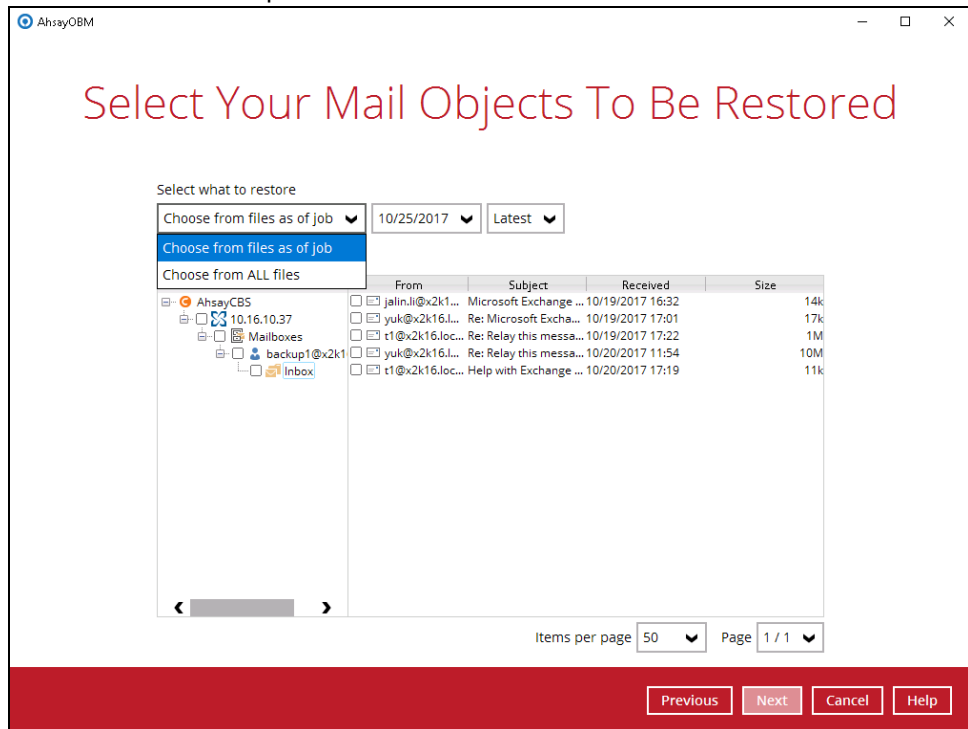 AhsayOBM
Select Your Mail Objects To Be Restored
Select what to restore
Choose from files as of job 10/25/2017 Latest
Choose from files as of job
Choose from ALL files
From Subject Received Size
AhsayCBS
10.16.10.37
Mailboxes
backup1@x2k1
Inbox
jalin.li@x2k1... Microsoft Exchange ... 10/19/2017 16:32 14k
yuk@x2k16.l... Re: Microsoft Excha... 10/19/2017 17:01 17k
t1@x2k16.loc... Re: Relay this messa... 10/19/2017 17:22 1M
yuk@x2k16.l... Re: Relay this messa... 10/20/2017 11:54 10M
t1@x2k16.loc... Help with Exchange ... 10/20/2017 17:19 11k
Items per page 50 Page 1 / 1
Previous Next Cancel Help